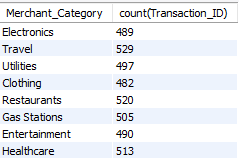 Merchant_Category count(Transaction_ID)
Electronics 489
Travel 529
Utilities 497
Clothing 482
Restaurants 520
Gas Stations 505
Entertainment 490
Healthcare 513